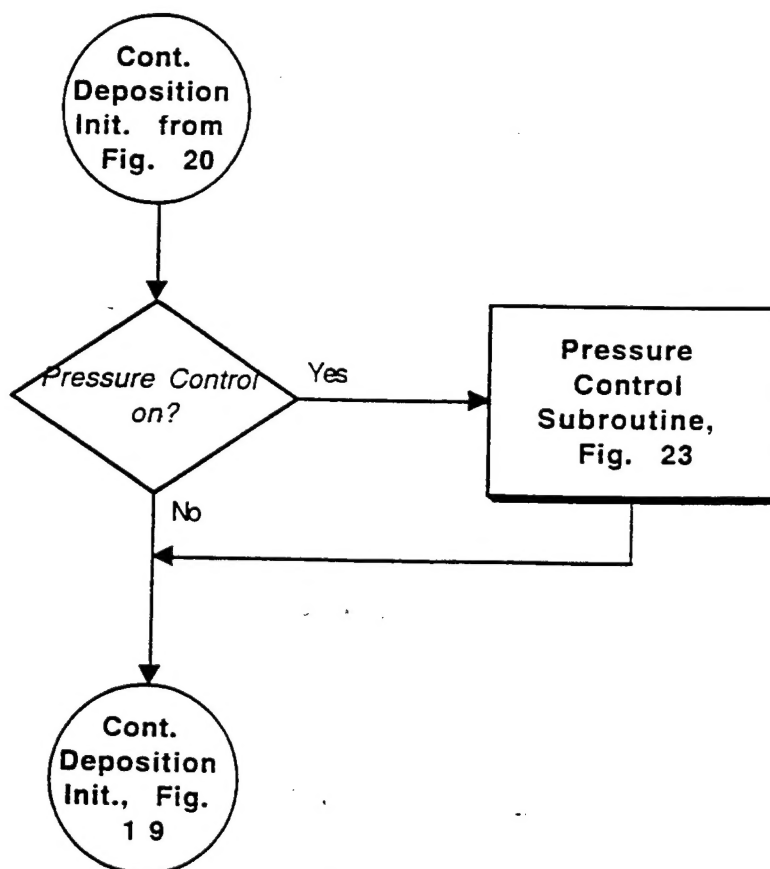 Cont.
Deposition
Init. from
Fig. 20
Pressure Control
on?
Yes
Pressure
Control
Subroutine,
Fig. 23
No
Cont.
Deposition
Init., Fig.
1 9